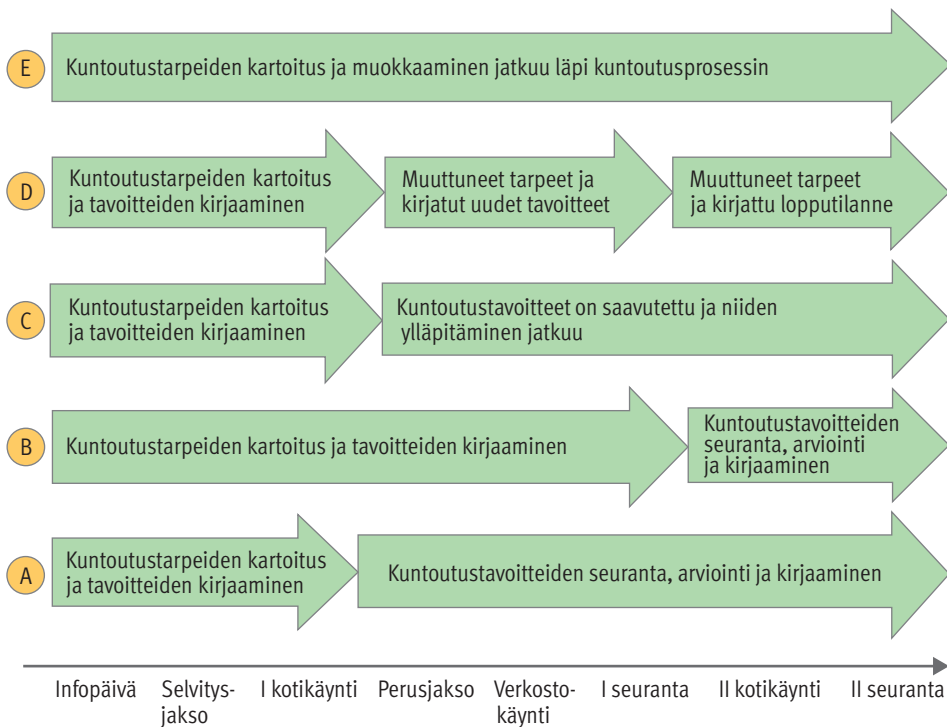 E
Kuntoutustarpeiden kartoitus ja muokkaaminen jatkuu läpi kuntoutusprosessin
D
Kuntoutustarpeiden kartoitus
ja tavoitteiden kirjaaminen
Muuttuneet tarpeet ja
kirjatut uudet tavoitteet
Muuttuneet tarpeet
ja kirjattu lopputilanne
C
Kuntoutustarpeiden kartoitus
ja tavoitteiden kirjaaminen
Kuntoutustavoitteet on saavutettu ja niiden
ylläpitäminen jatkuu
B
Kuntoutustarpeiden kartoitus ja tavoitteiden kirjaaminen
Kuntoutustavoitteiden
seuranta, arviointi
ja kirjaaminen
A
Kuntoutustarpeiden kartoitus
ja tavoitteiden kirjaaminen
Kuntoutustavoitteiden seuranta, arviointi ja kirjaaminen
Infopäivä
Selvitys-
jakso
I kotikäynti
Perusjakso
Verkosto-
käynti
I seuranta
II kotikäynti
II seuranta